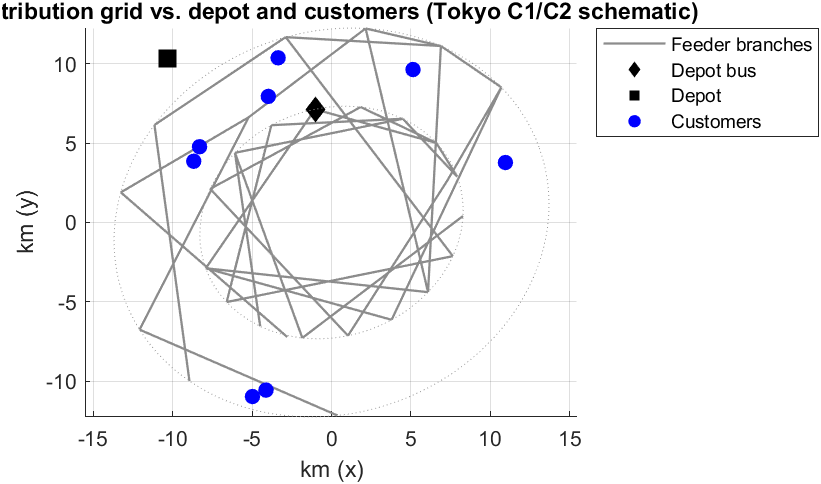 tribution grid vs. depot and customers (Tokyo C1/C2 schematic)
Feeder branches
Depot bus
Depot
Customers
10
5
0
-5
-10
km (y)
-15 -10 -5 0 5 10 15
km (x)